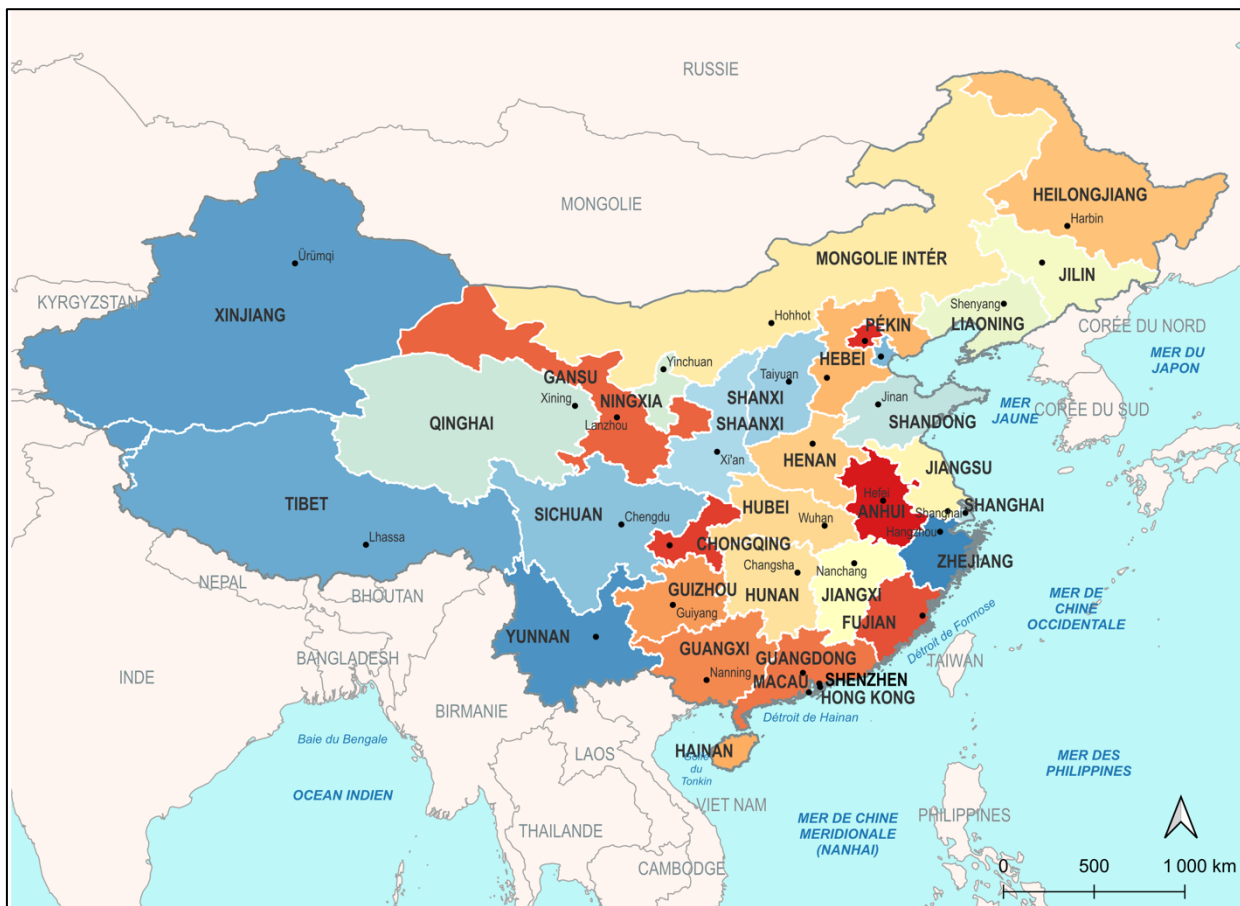 RUSSIE
MONGOLIE
HEILONGJIANG
Harbin
MONGOLIE INTÉR
JILIN
Ürümqi
KYRGYZSTAN
XINJIANG
Shenyang
LIAONING
Hohhot
PÉKIN
CORÉE DU NORD
MER DU
JAPON
HEBEI
Yinchuan
GANSU
Taiyuan
Xining
NINGXIA
SHANXI
Jinan
MER
JAUNE
CORÉE DU SUD
QINGHAI
Lanzhou
SHAANXI
SHANDONG
Xi'an
HENAN
JIANGSU
Hefei
ANHUI
TIBET
SICHUAN
Chengdu
HUBEI
Wuhan
Shanghai
SHANGHAI
Hangzhou
Lhassa
CHONGQING
ZHEJIANG
Changsha
Nanchang
NEPAL
BHOUTAN
GUIZHOU
Guiyang
HUNAN
JIANGXI
MER DE
CHINE
OCCIDENTALE
FUJIAN
YUNNAN
GUANGXI
GUANGDONG
Détroit de Formose
TAIWAN
BANGLADESH
INDE
Nanning
MACAU
SHENZHEN
HONG KONG
BIRMANIE
Détroit de Hainan
Baie du Bengale
LAOS
HAINAN
Golfe
du
Tonkin
MER DES
PHILIPPINES
OCEAN INDIEN
VIET NAM
MER DE CHINE
MERIDIONALE
(NANHAI)
PHILIPPINES
THAILANDE
CAMBODGE
0 500 1 000 km